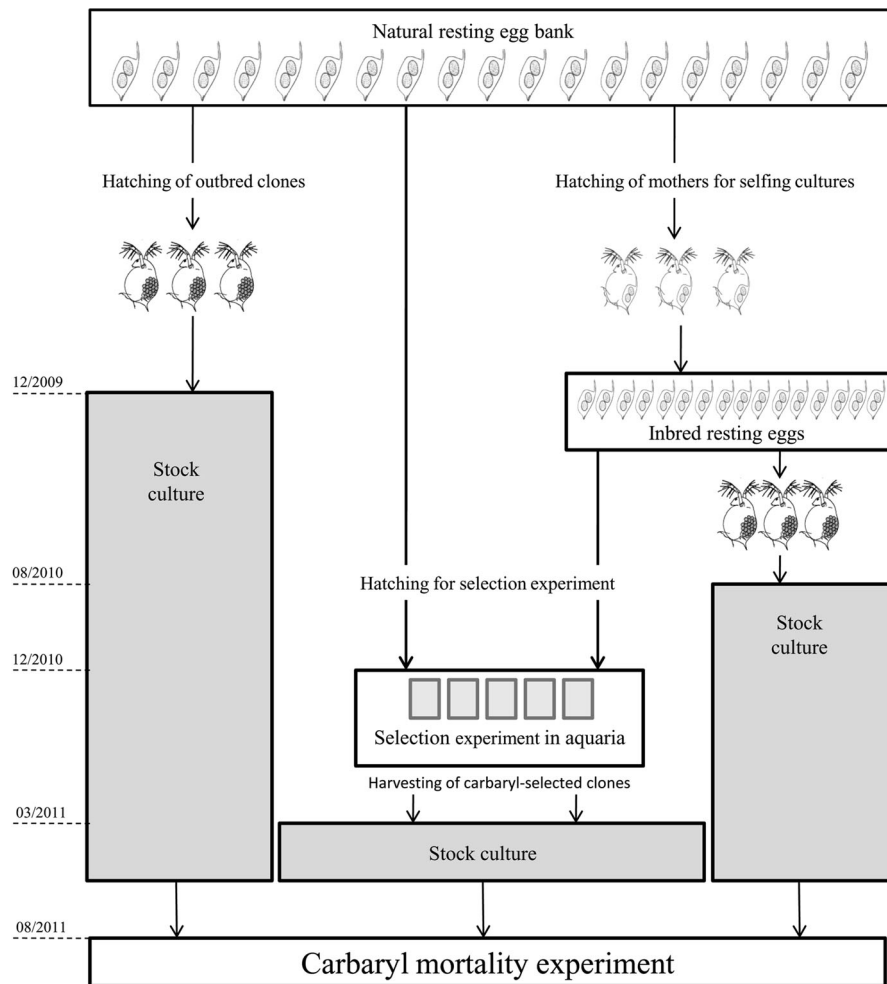 Natural resting egg bank
Hatching of outbred clones
Hatching of mothers for selfing cultures
12/2009
Inbred resting eggs
Stock
culture
08/2010
Hatching for selection experiment
Stock
culture
12/2010
Selection experiment in aquaria
Harvesting of carbaryl-selected clones
03/2011
Stock culture
08/2011
Carbaryl mortality experiment